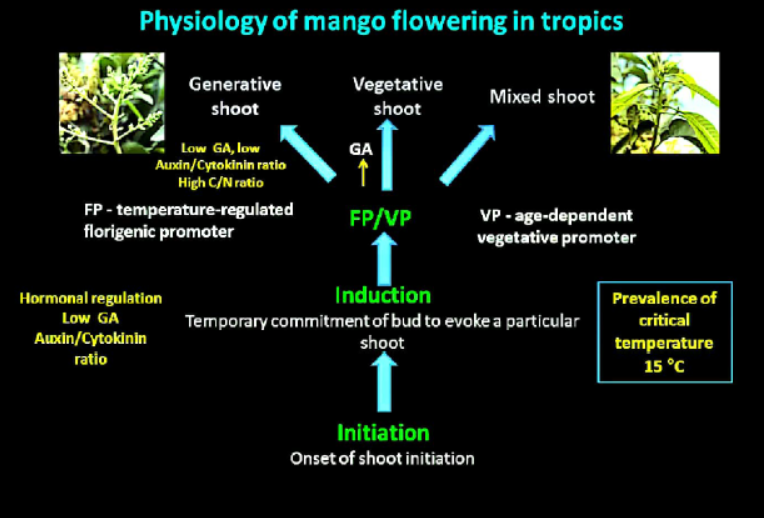 Physiology of mango flowering in tropics
Generative
shoot
Vegetative
shoot
Mixed shoot
Low GA, low
Auxin/Cytokinin ratio
High C/N ratio
GA
FP - temperature-regulated
florigenic promoter
FP/VP
VP - age-dependent
vegetative promoter
Hormonal regulation
Low GA
Auxin/Cytokinin
ratio
Induction
Temporary commitment of bud to evoke a particular
shoot
Prevalence of
critical
temperature
15 °C
Initiation
Onset of shoot initiation